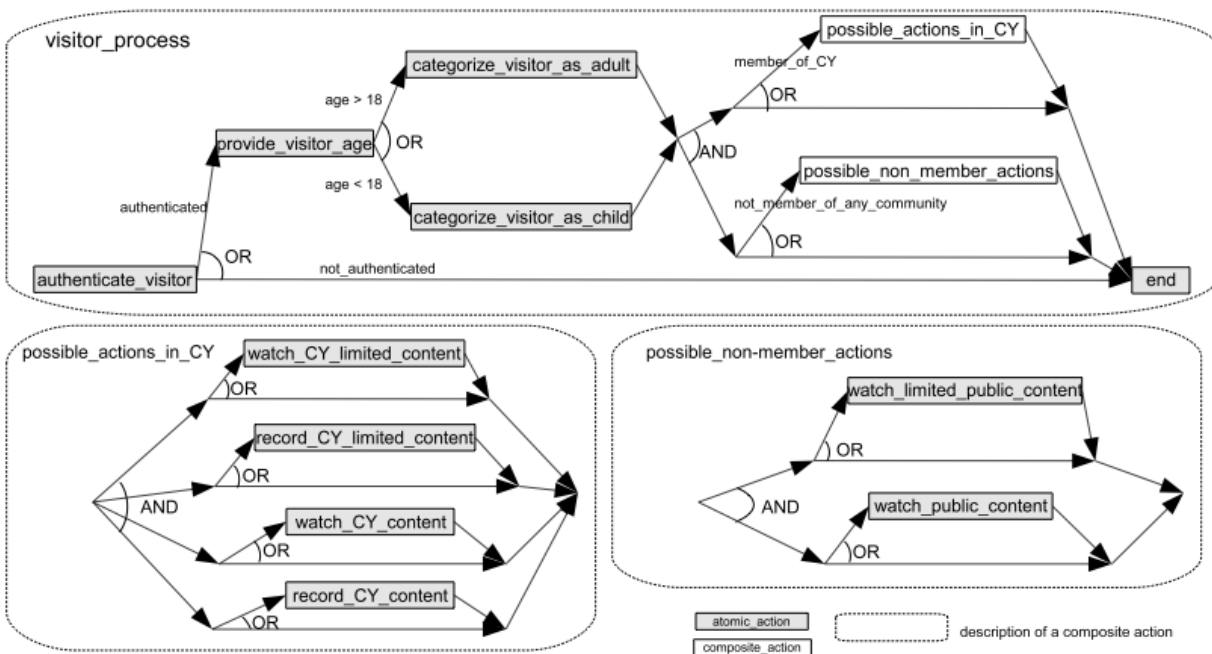 visitor_process
possible_actions_in_CY
member_of_CY
OR
categorize_visitor_as_adult
age > 18
provide_visitor_age
OR
AND
age < 18
possible_non_member_actions
not_member_of_any_community
OR
categorize_visitor_as_child
authenticated
OR
not_authenticated
authenticate_visitor
end
possible_actions_in_CY
watch_CY_limited_content
OR
record_CY_limited_content
OR
AND
watch_CY_content
OR
record_CY_content
OR
possible_non-member_actions
watch_limited_public_content
OR
AND
watch_public_content
OR
atomic_action
composite_action
description of a composite action